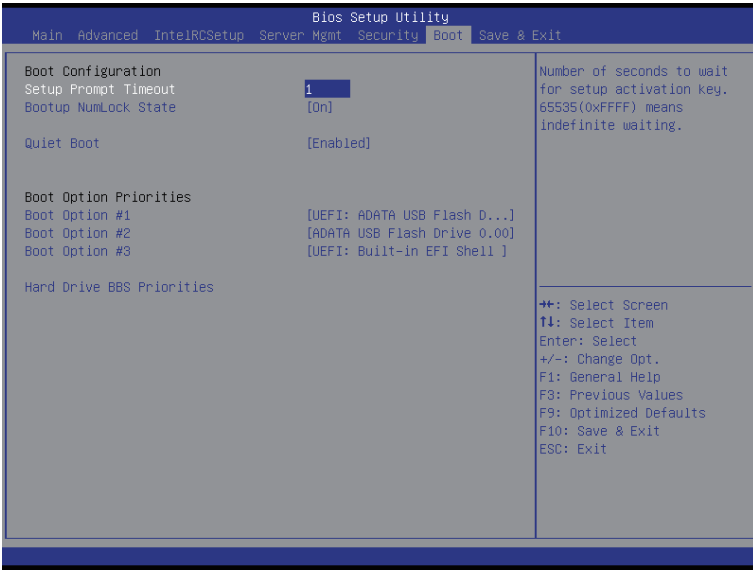 Bios Setup Utility
Main Advanced IntelRCSetup Server Mgmt Security Boot Save & Exit
Boot Configuration
Setup Prompt Timeout 1
Bootup NumLock State [On]
Quiet Boot [Enabled]
Boot Option Priorities
Boot Option #1 [UEFI: ADATA USB Flash D...]
Boot Option #2 [ADATA USB Flash Drive 0.00]
Boot Option #3 [UEFI: Built-in EFI Shell ]
Hard Drive BBS Priorities
Number of seconds to wait
for setup activation key.
65535(0xFFFF) means
indefinite waiting.
→←: Select Screen
↑↓: Select Item
Enter: Select
+/-: Change Opt.
F1: General Help
F3: Previous Values
F9: Optimized Defaults
F10: Save & Exit
ESC: Exit